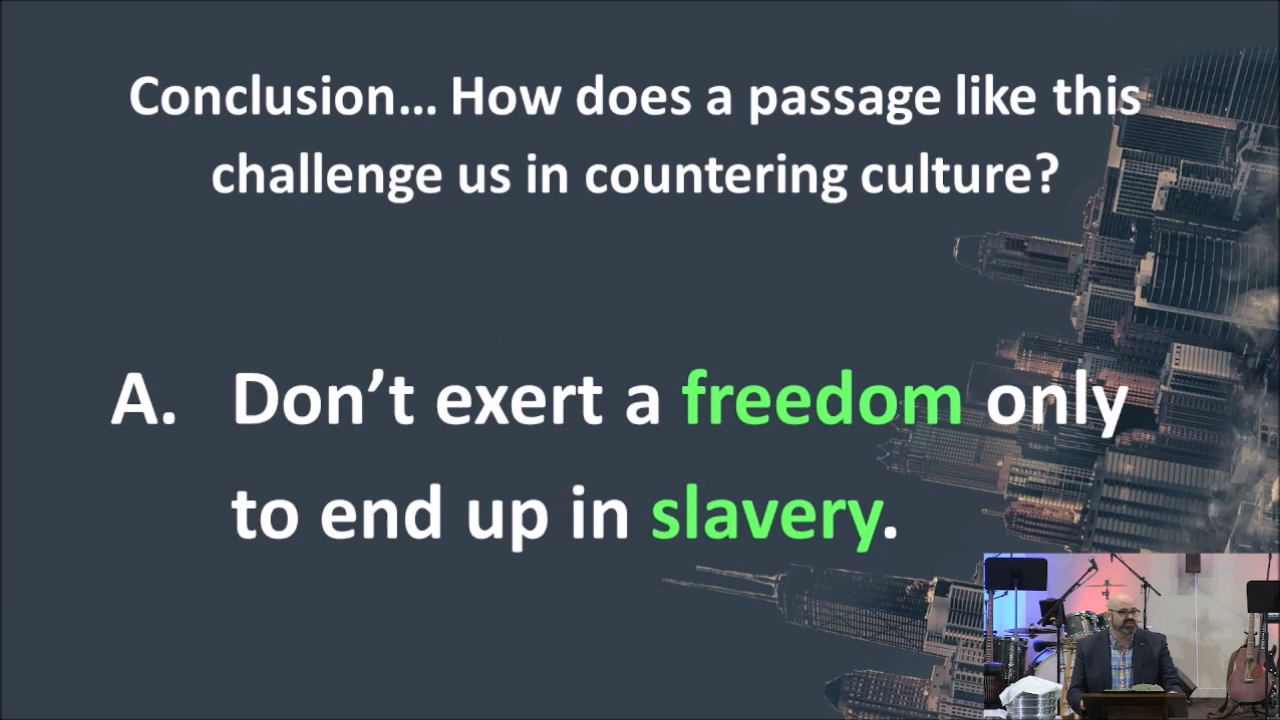 Conclusion… How does a passage like this
challenge us in countering culture?
A. Don’t exert a freedom only
to end up in slavery.